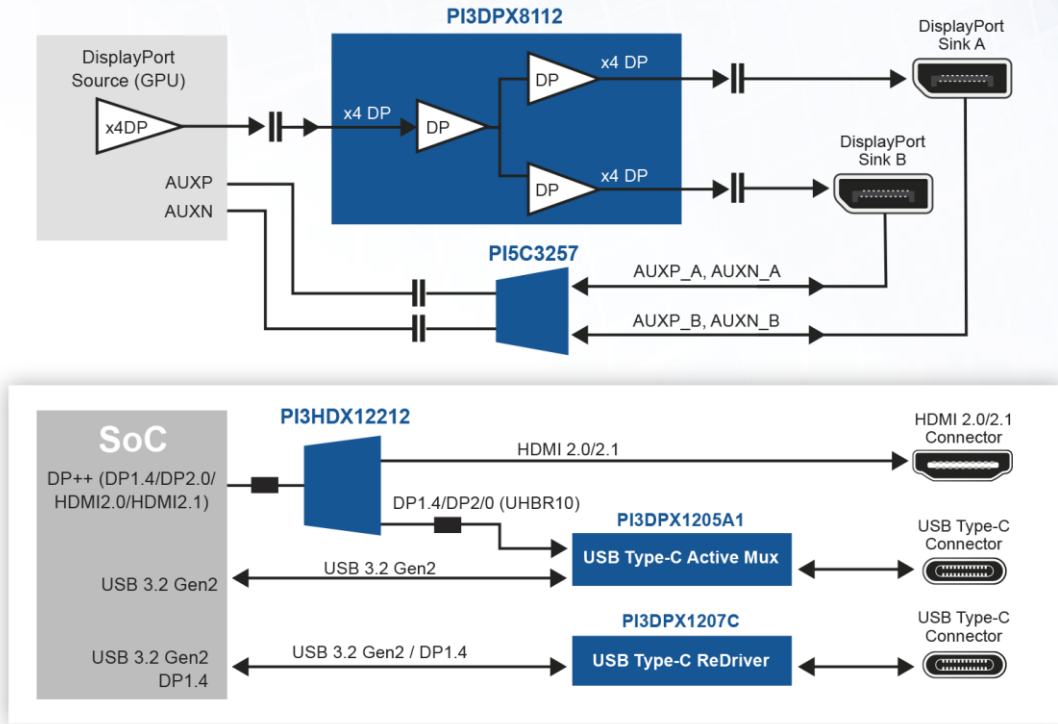 PI3DPX8112
DisplayPort
Source (GPU)
x4DP
x4 DP
DP
DP
x4 DP
DP
x4 DP
DisplayPort
Sink A
DisplayPort
Sink B
AUXP
AUXN
PI5C3257
AUXP_A, AUXN_A
AUXP_B, AUXN_B
SoC
DP++ (DP1.4/DP2.0/
HDMI2.0/HDMI2.1)
PI3HDX12212
HDMI 2.0/2.1
HDMI 2.0/2.1
Connector
DP1.4/DP2/0 (UHBR10)
PI3DPX1205A1
USB Type-C Active Mux
USB Type-C
Connector
USB 3.2 Gen2
USB 3.2 Gen2
PI3DPX1207C
USB Type-C ReDriver
USB Type-C
Connector
USB 3.2 Gen2
DP1.4
USB 3.2 Gen2 / DP1.4